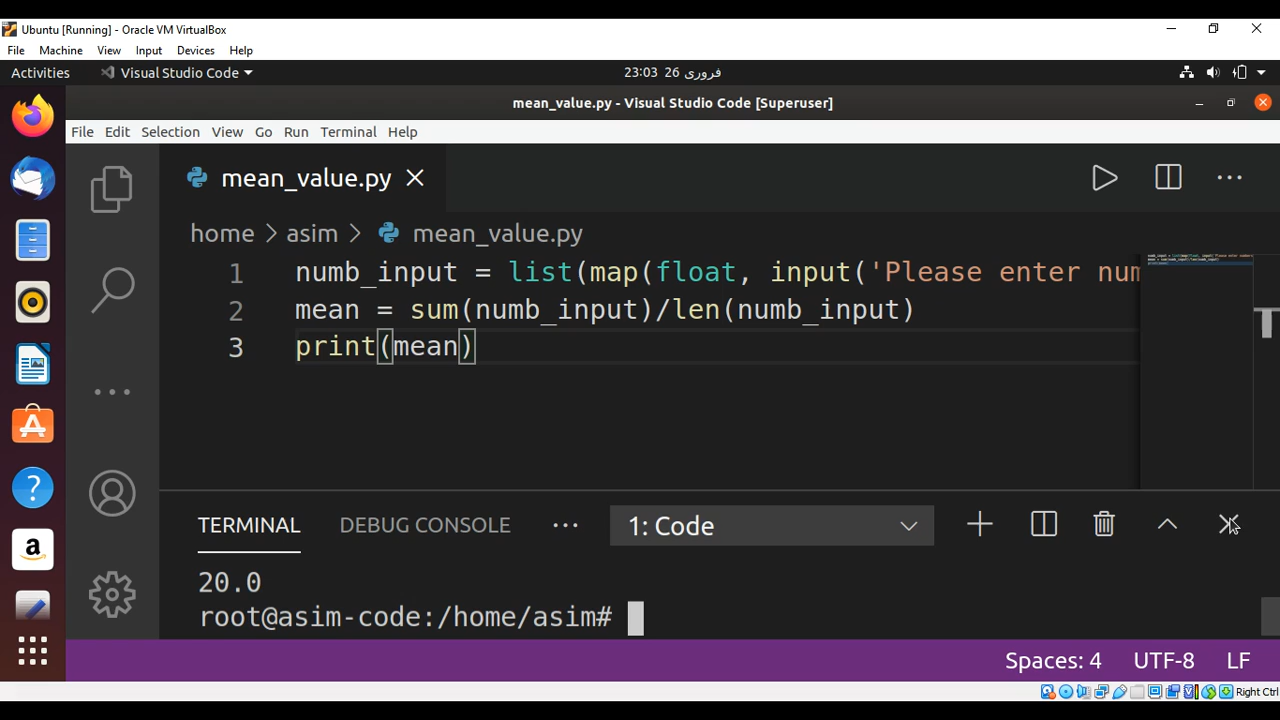 Ubuntu [Running] - Oracle VM VirtualBox
File Machine View Input Devices Help
Activities Visual Studio Code 23:03 26 فروری
mean_value.py - Visual Studio Code [Superuser]
File Edit Selection View Go Run Terminal Help
mean_value.py
home > asim > mean_value.py
1 numb_input = list(map(float, input('Please enter num
2 mean = sum(numb_input)/len(numb_input)
3 print(mean)
TERMINAL DEBUG CONSOLE ... 1: Code
20.0
root@asim-code:/home/asim#
Spaces: 4 UTF-8 LF
Right Ctrl